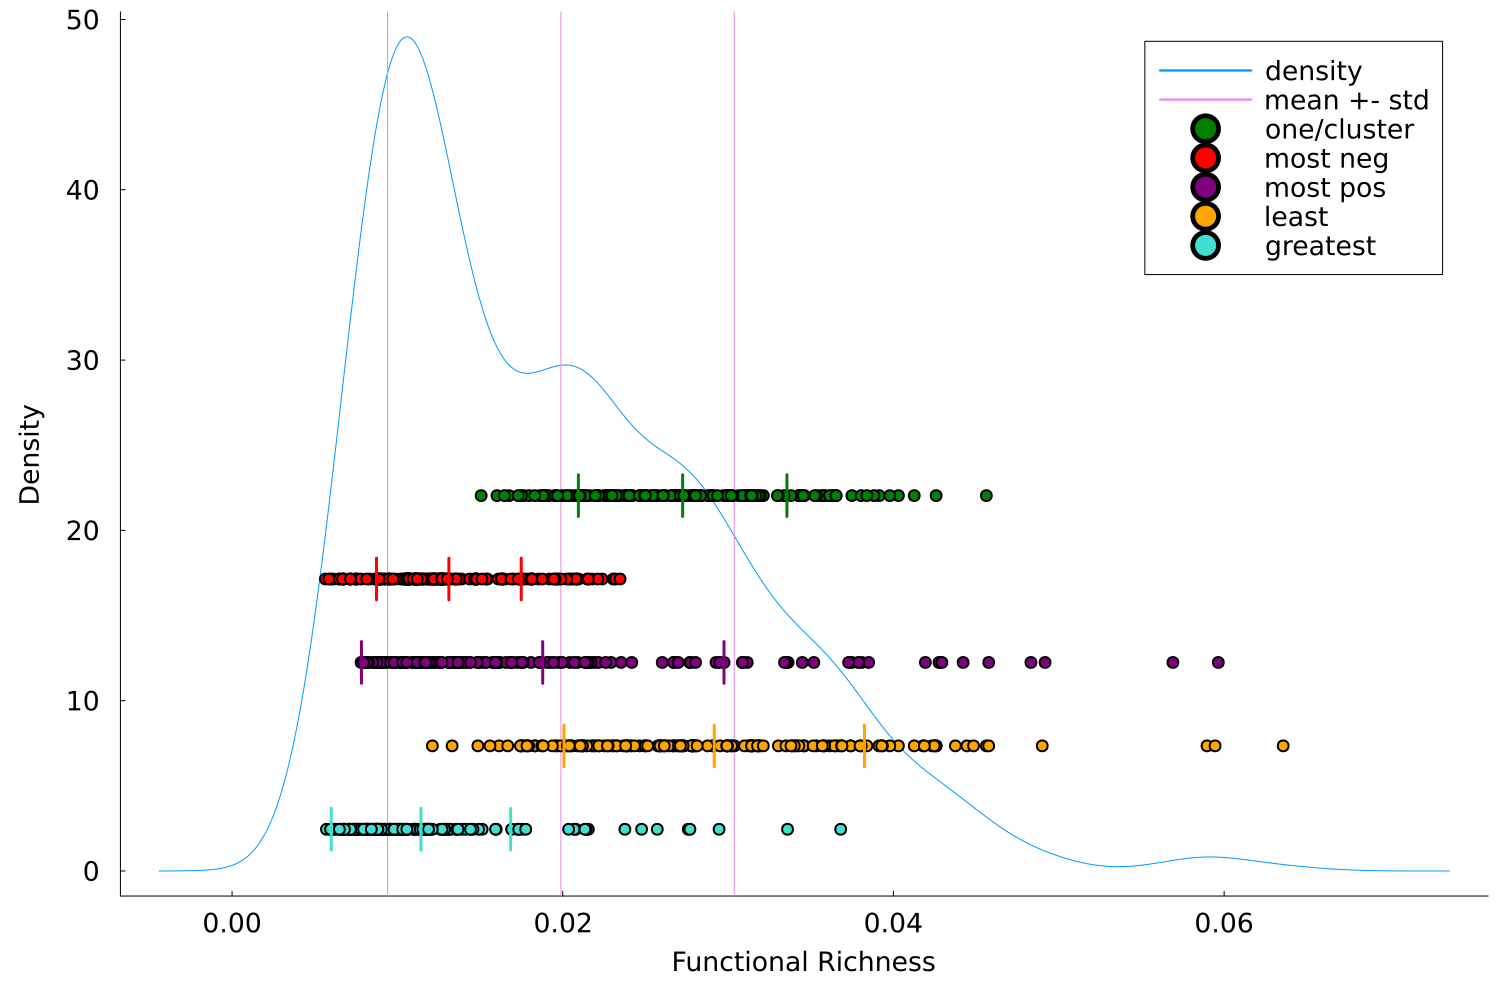 50
40
30
20
10
0
Density
0.00
0.02
0.04
0.06
Functional Richness
density
mean +- std
one/cluster
most neg
most pos
least
greatest